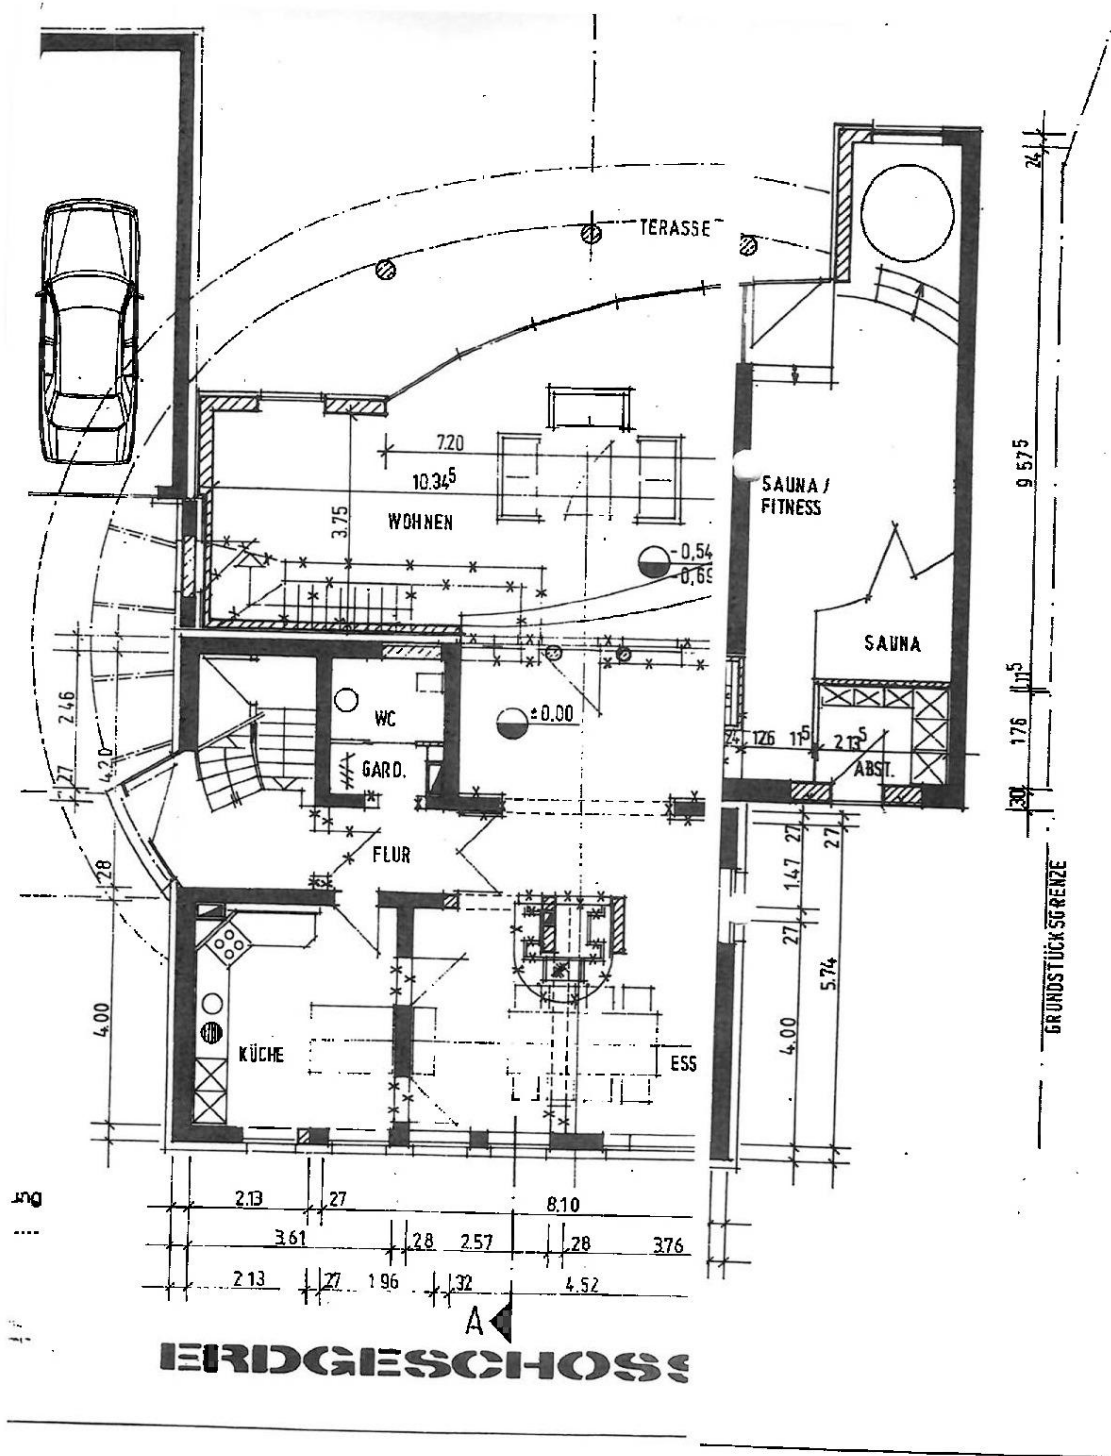 TERASSE
24
7.20
10.34⁵
3.75
WOHNEN
SAUNA /
FITNESS
9.57⁵
-0,54
-0,69
SAUNA
11⁵
2.46
WC
±0.00
24
1.26
11⁵
2.13⁵
1.76
4.20
27
GARD.
ABST.
30
FLUR
27
27
1.47
28
27
5.74
GRUNDSTÜCKSGRENZE
4.00
KÜCHE
4.00
ESS
2.13
27
8.10
3.61
28
2.57
28
3.76
2.13
27
1.96
32
4.52
A
ERDGESCHOSS